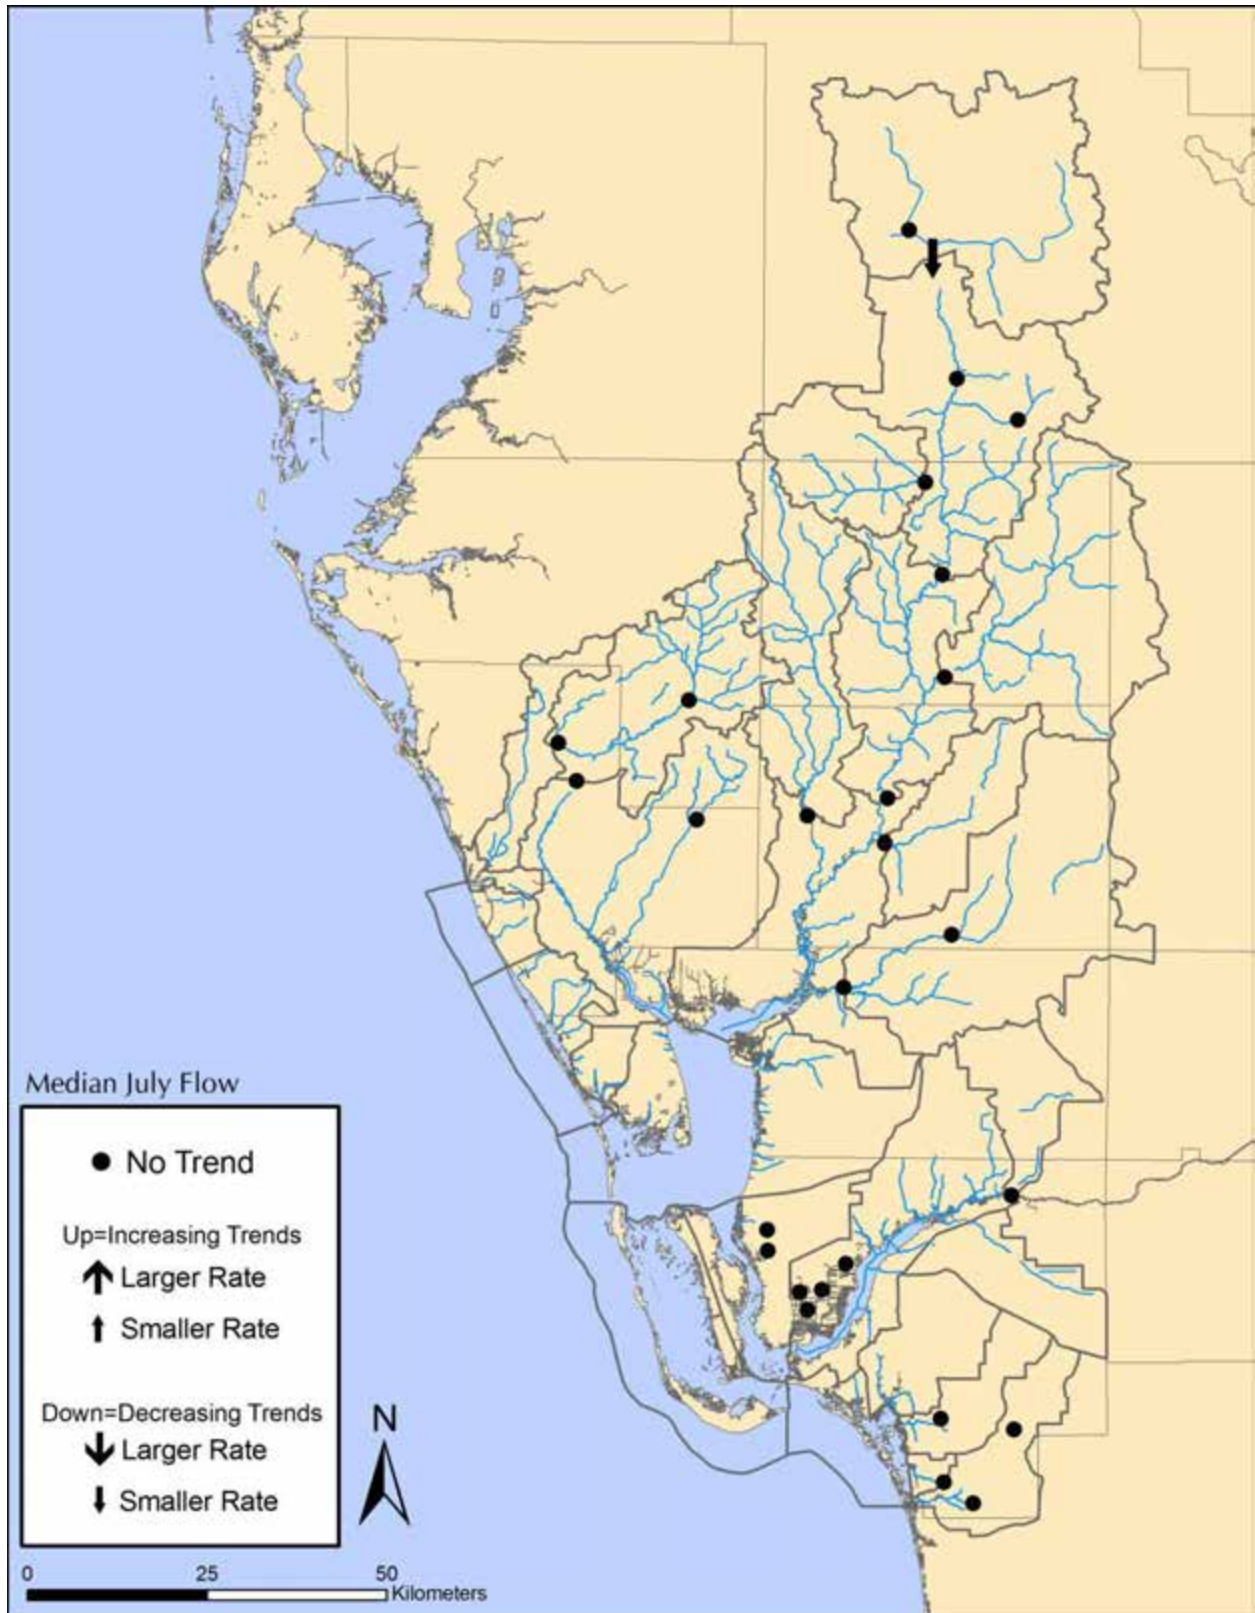 Median July Flow
No Trend
Up=Increasing Trends
Larger Rate
Smaller Rate
Down=Decreasing Trends
Larger Rate
Smaller Rate
N
0 25 50
Kilometers